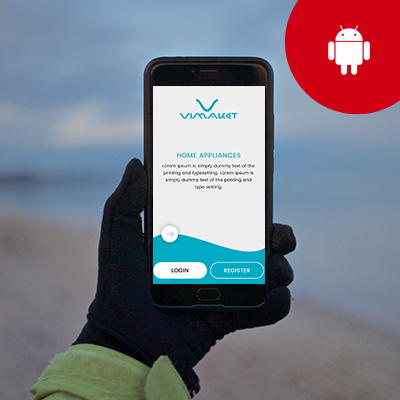 VIMAKET
HOME APPLIANCES
Lorem Ipsum is simply dummy text of the
printing and typesetting. Lorem Ipsum is
simply dummy text of the printing and
type setting.
LOGIN
REGISTER